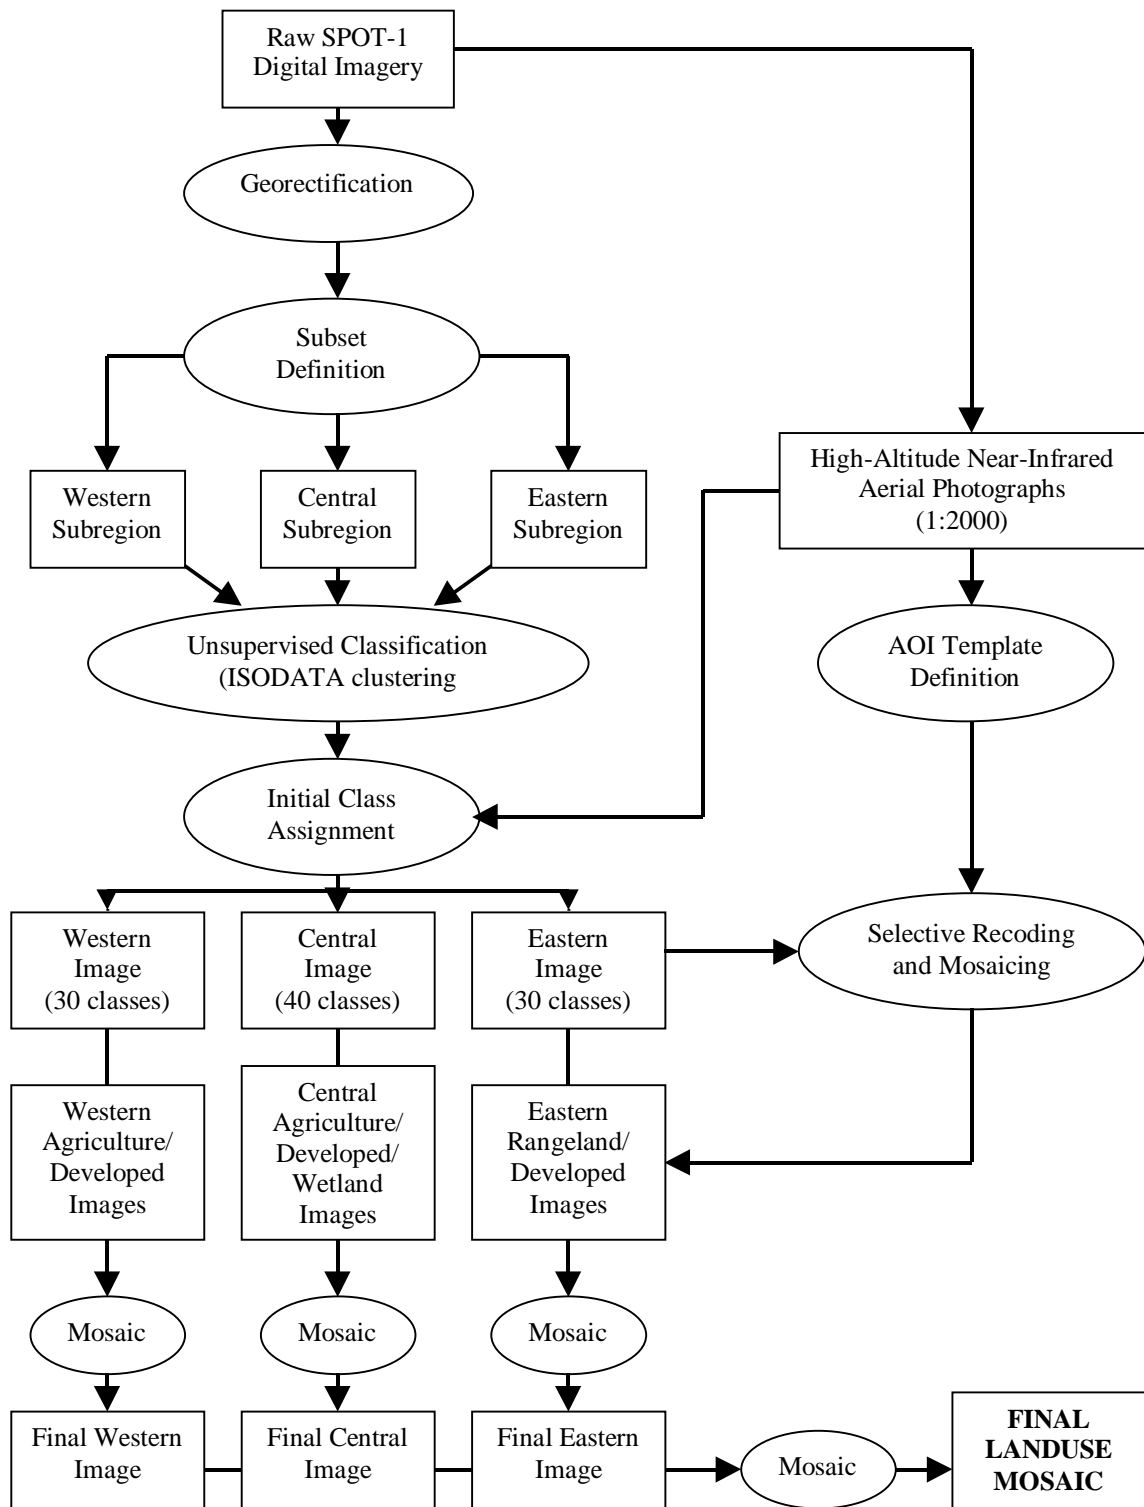 Raw SPOT-1
Digital Imagery
Georectification
Subset
Definition
Western
Subregion
Central
Subregion
Eastern
Subregion
High-Altitude Near-Infrared
Aerial Photographs
(1:2000)
Unsupervised Classification
(ISODATA clustering
AOI Template
Definition
Initial Class
Assignment
Western
Image
(30 classes)
Central
Image
(40 classes)
Eastern
Image
(30 classes)
Selective Recoding
and Mosaicing
Western
Agriculture/
Developed
Images
Central
Agriculture/
Developed/
Wetland
Images
Eastern
Rangeland/
Developed
Images
Mosaic
Mosaic
Mosaic
Final Western
Image
Final Central
Image
Final Eastern
Image
Mosaic
FINAL
LANDUSE
MOSAIC